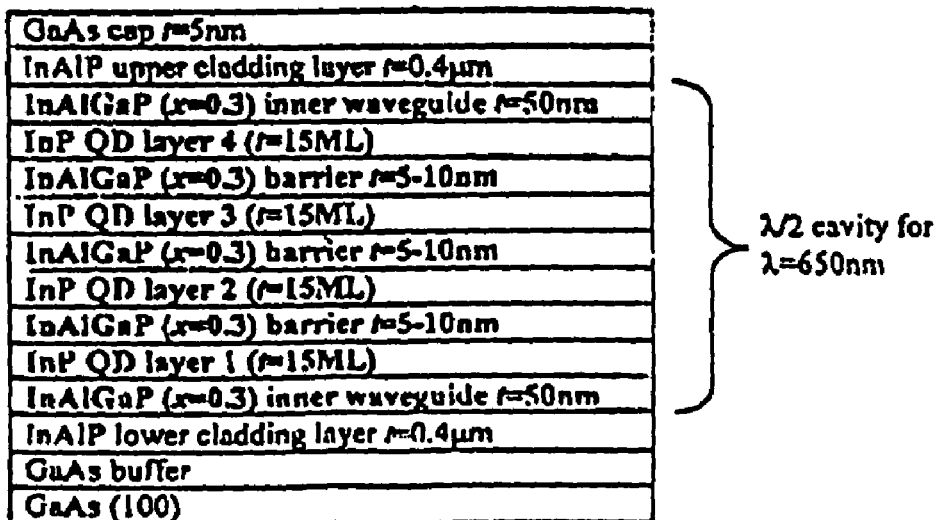 GaAs cap t=5nm
InAlP upper cladding layer t=0.4µm
InAlGaP (x=0.3) inner waveguide t=50nm
InP QD layer 4 (t=15ML)
InAlGaP (x=0.3) barrier t=5-10nm
InP QD layer 3 (t=15ML)
InAlGaP (x=0.3) barrier t=5-10nm
InP QD layer 2 (t=15ML)
InAlGaP (x=0.3) barrier t=5-10nm
InP QD layer 1 (t=15ML)
InAlGaP (x=0.3) inner waveguide t=50nm
InAlP lower cladding layer t=0.4µm
GaAs buffer
GaAs (100)
λ/2 cavity for
λ=650nm